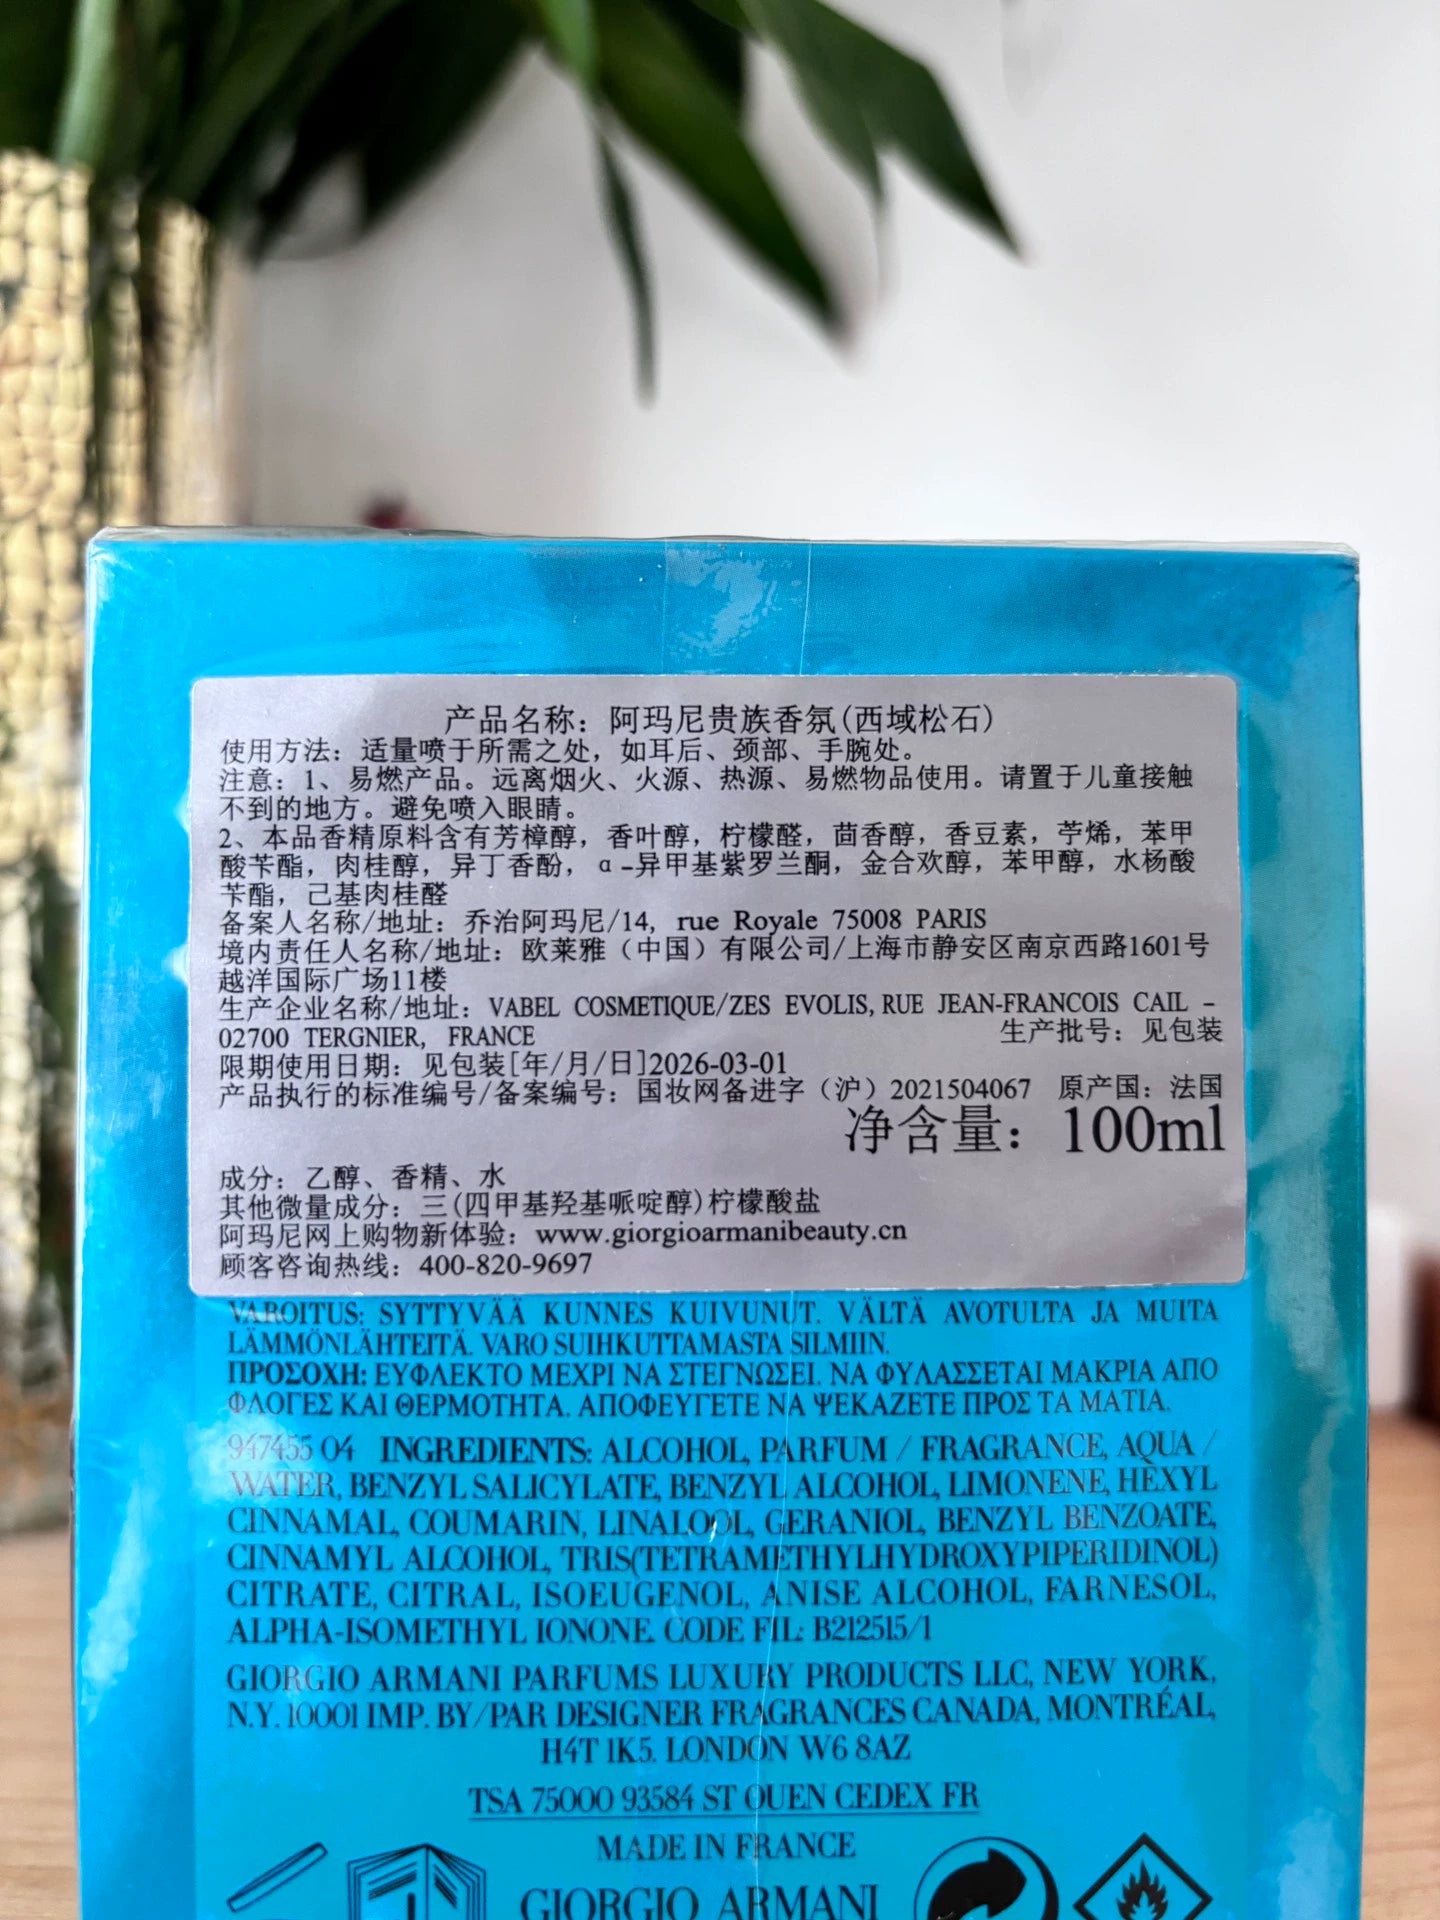 产品名称：阿玛尼贵族香氛(西域松石)
使用方法：适量喷于所需之处，如耳后、颈部、手腕处。
注意：1、易燃产品。远离烟火、火源、热源、易燃物品使用。请置于儿童接触
不到的地方。避免喷入眼睛。
2、本品香精原料含有芳樟醇，香叶醇，柠檬醛，茴香醇，香豆素，苧烯，苯甲
酸苄酯，肉桂醇，异丁香酚，α-异甲基紫罗兰酮，金合欢醇，苯甲醇，水杨酸
苄酯，己基肉桂醛
备案人名称/地址：乔治阿玛尼/14, rue Royale 75008 PARIS
境内责任人名称/地址：欧莱雅（中国）有限公司/上海市静安区南京西路1601号
越洋国际广场11楼
生产企业名称/地址：VABEL COSMETIQUE/ZES EVOLIS, RUE JEAN-FRANCOIS CAIL -
02700 TERGNIER, FRANCE 生产批号：见包装
限期使用日期：见包装[年/月/日]2026-03-01
产品执行的标准编号/备案编号：国妆网备进字（沪）2021504067 原产国：法国
净含量：100ml
成分：乙醇、香精、水
其他微量成分：三(四甲基羟基哌啶醇)柠檬酸盐
阿玛尼网上购物新体验：www.giorgioarmanibeauty.cn
顾客咨询热线：400-820-9697
VAROITUS: SYTTYVÄÄ KUNNES KUIVUNUT. VÄLTÄ AVOTULTA JA MUITA
LÄMMÖNLÄHTEITÄ. VARO SUIHKUTTAMASTA SILMIIN.
ΠΡΟΣΟΧΗ: ΕΥΦΛΕΚΤΟ ΜΕΧΡΙ ΝΑ ΣΤΕΓΝΩΣΕΙ. ΝΑ ΦΥΛΑΣΣΕΤΑΙ ΜΑΚΡΙΑ ΑΠΟ
ΦΛΟΓΕΣ ΚΑΙ ΘΕΡΜΟΤΗΤΑ. ΑΠΟΦΕΥΓΕΤΕ ΝΑ ΨΕΚΑΖΕΤΕ ΠΡΟΣ ΤΑ ΜΑΤΙΑ.
947455 04 INGREDIENTS: ALCOHOL, PARFUM / FRAGRANCE, AQUA /
WATER, BENZYL SALICYLATE, BENZYL ALCOHOL, LIMONENE, HEXYL
CINNAMAL, COUMARIN, LINALOOL, GERANIOL, BENZYL BENZOATE,
CINNAMYL ALCOHOL, TRIS(TETRAMETHYLHYDROXYPIPERIDINOL)
CITRATE, CITRAL, ISOEUGENOL, ANISE ALCOHOL, FARNESOL,
ALPHA-ISOMETHYL IONONE. CODE FIL: B212515/1
GIORGIO ARMANI PARFUMS LUXURY PRODUCTS LLC, NEW YORK,
N.Y. 10001 IMP. BY/PAR DESIGNER FRAGRANCES CANADA, MONTRÉAL,
H4T 1K5. LONDON W6 8AZ
TSA 75000 93584 ST OUEN CEDEX FR
MADE IN FRANCE
GIORGIO ARMANI